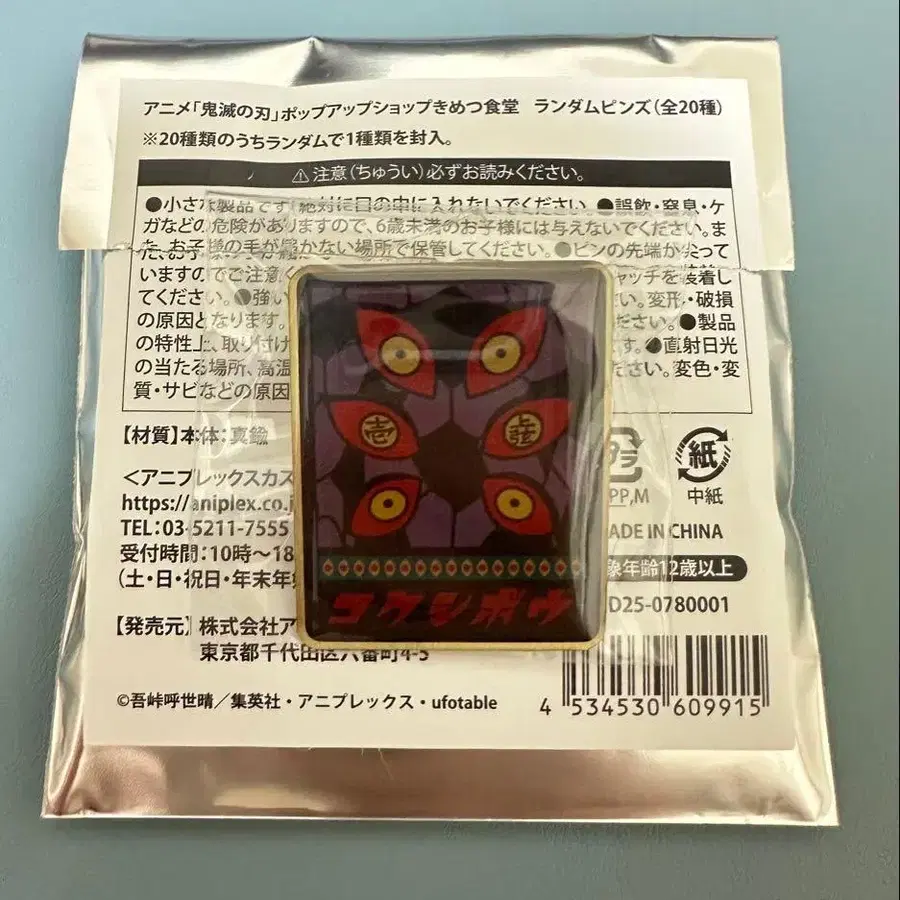 アニメ「鬼滅の刃」ポップアップショップきめつ食堂　ランダムピンズ（全20種）
※20種類のうちランダムで1種類を封入。
⚠注意（ちゅうい）必ずお読みください。
●小さな製品です。絶対に口の中に入れないでください。●誤飲・窒息・ケ
ガなどの危険がありますので、6歳未満のお子様には与えないでください。ま
た、お子様の手が届かない場所で保管してください。●ピンの先端が尖って
いますのでご注意く
ャッチを装着し
てください。●強い
ださい。変形・破損
の原因となります。
ください。●製品
の特性上、取り付け
す。●直射日光
の当たる場所、高温
ださい。変色・変
質・サビなどの原因
壱
上弦
コクシボウ
【材質】本体：真鍮
プラ
PP,M
紙
中紙
＜アニプレックスカス
https://aniplex.co.j
TEL：03-5211-7555
MADE IN CHINA
受付時間：10時～18
象年齢12歳以上
（土・日・祝日・年末年
D25-0780001
【発売元】株式会社ア
東京都千代田区六番町4-5
©吾峠呼世晴／集英社・アニプレックス・ufotable
4 534530 609915